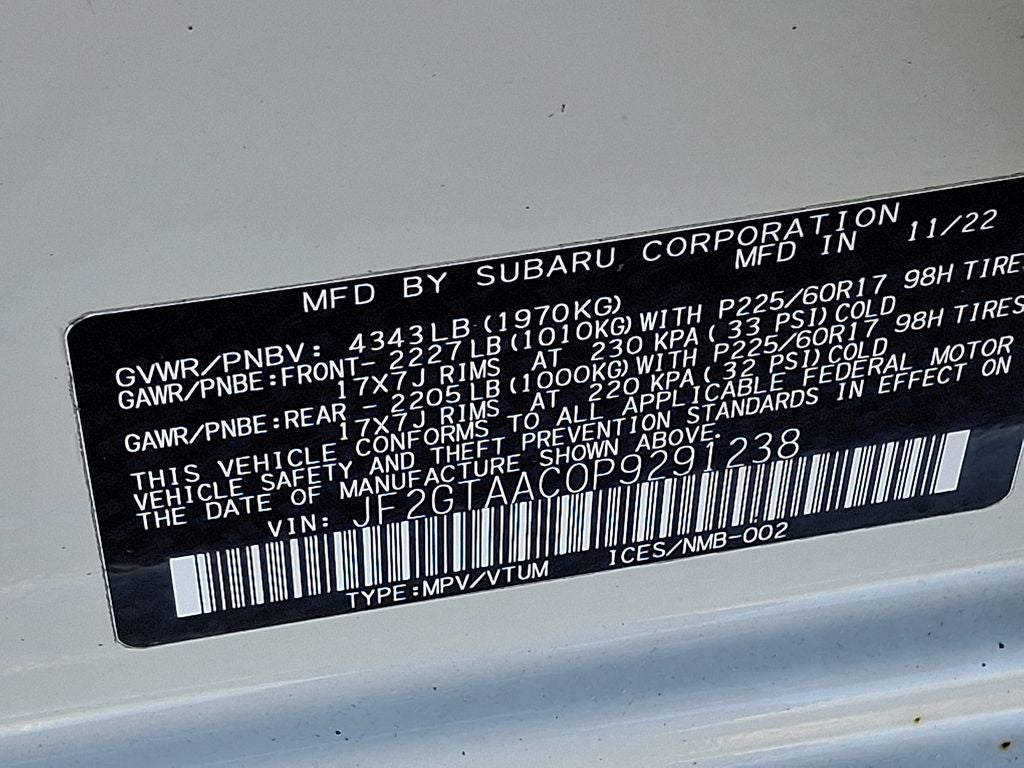 MFD BY SUBARU CORPORATION
MFD IN 11/22
GVWR/PNBV: 4343LB (1970KG)
GAWR/PNBE:FRONT- 2227LB (1010KG) WITH P225/60R17 98H TIRES
17X7J RIMS AT 230 KPA (33 PSI) COLD
GAWR/PNBE:REAR - 2205LB (1000KG) WITH P225/60R17 98H TIRES
17X7J RIMS AT 220 KPA (32 PSI) COLD
THIS VEHICLE CONFORMS TO ALL APPLICABLE FEDERAL MOTOR
VEHICLE SAFETY AND THEFT PREVENTION STANDARDS IN EFFECT ON
THE DATE OF MANUFACTURE SHOWN ABOVE.
VIN: JF2GTAAC0P9291238
TYPE:MPV/VTUM ICES/NMB-002